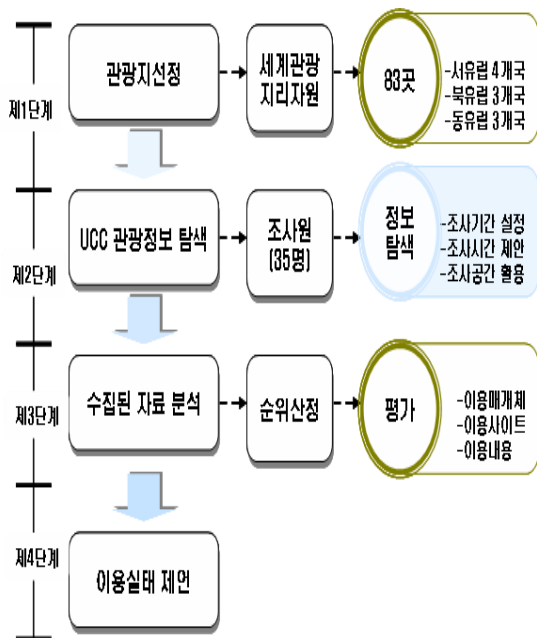 제1단계
관광지선정
세계관광
지리자원
83곳
-서유럽 4개국
-북유럽 3개국
-동유럽 3개국
제2단계
UCC 관광정보 탐색
조사원
(35명)
정보
탐색
-조사기간 설정
-조사시간 제안
-조사공간 활용
제3단계
수집된 자료 분석
순위산정
평가
-이용매개체
-이용사이트
-이용내용
제4단계
이용실태 제언